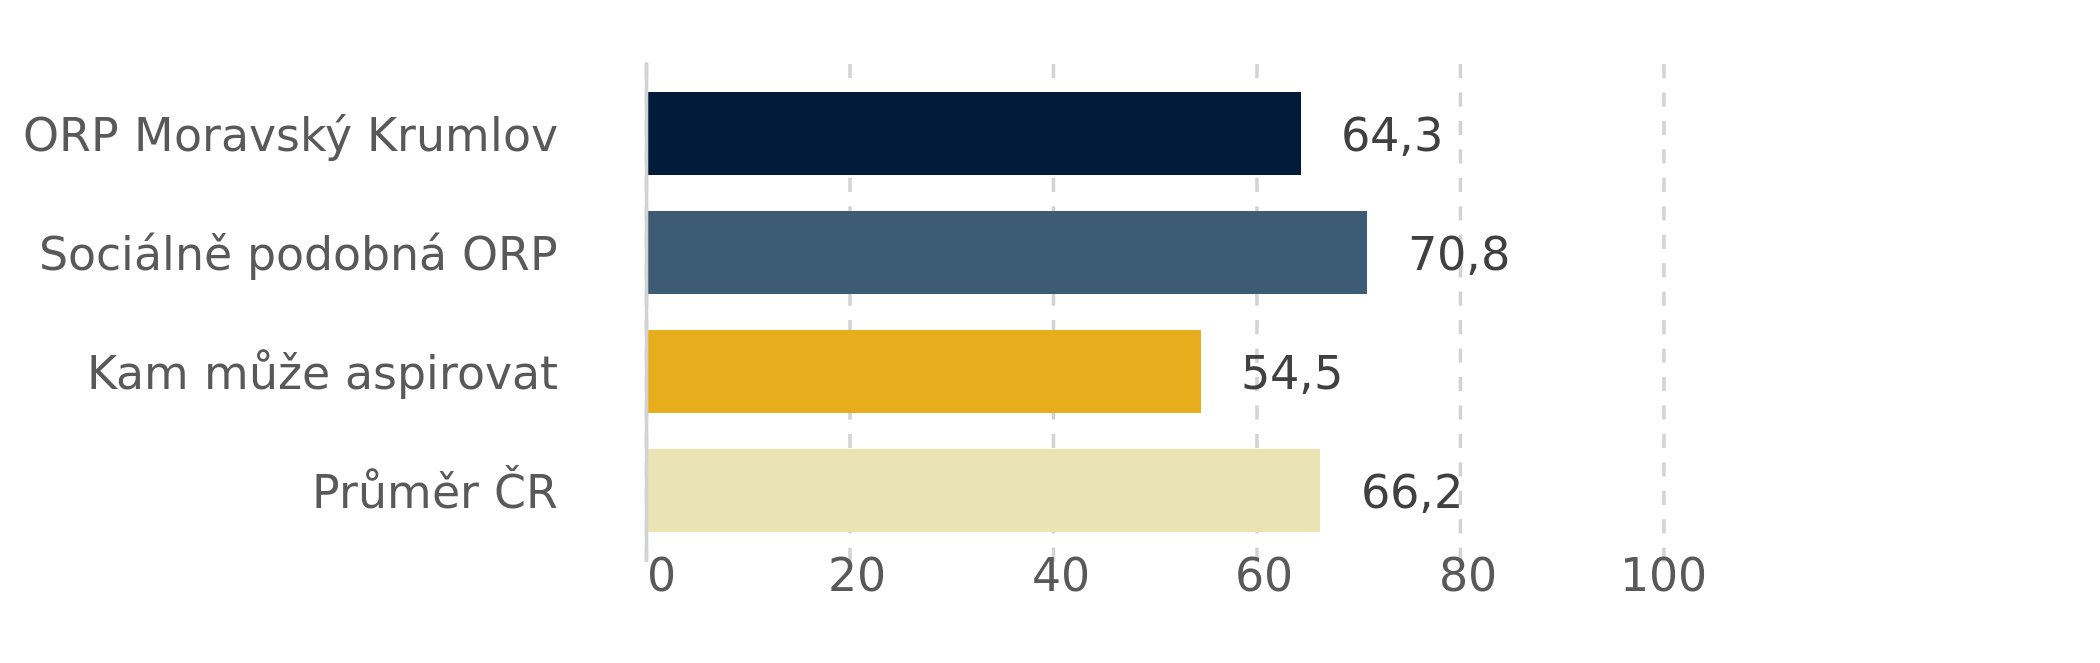 ORP Moravský Krumlov 64,3
Sociálně podobná ORP 70,8
Kam může aspirovat 54,5
Průměr ČR 66,2
0 20 40 60 80 100